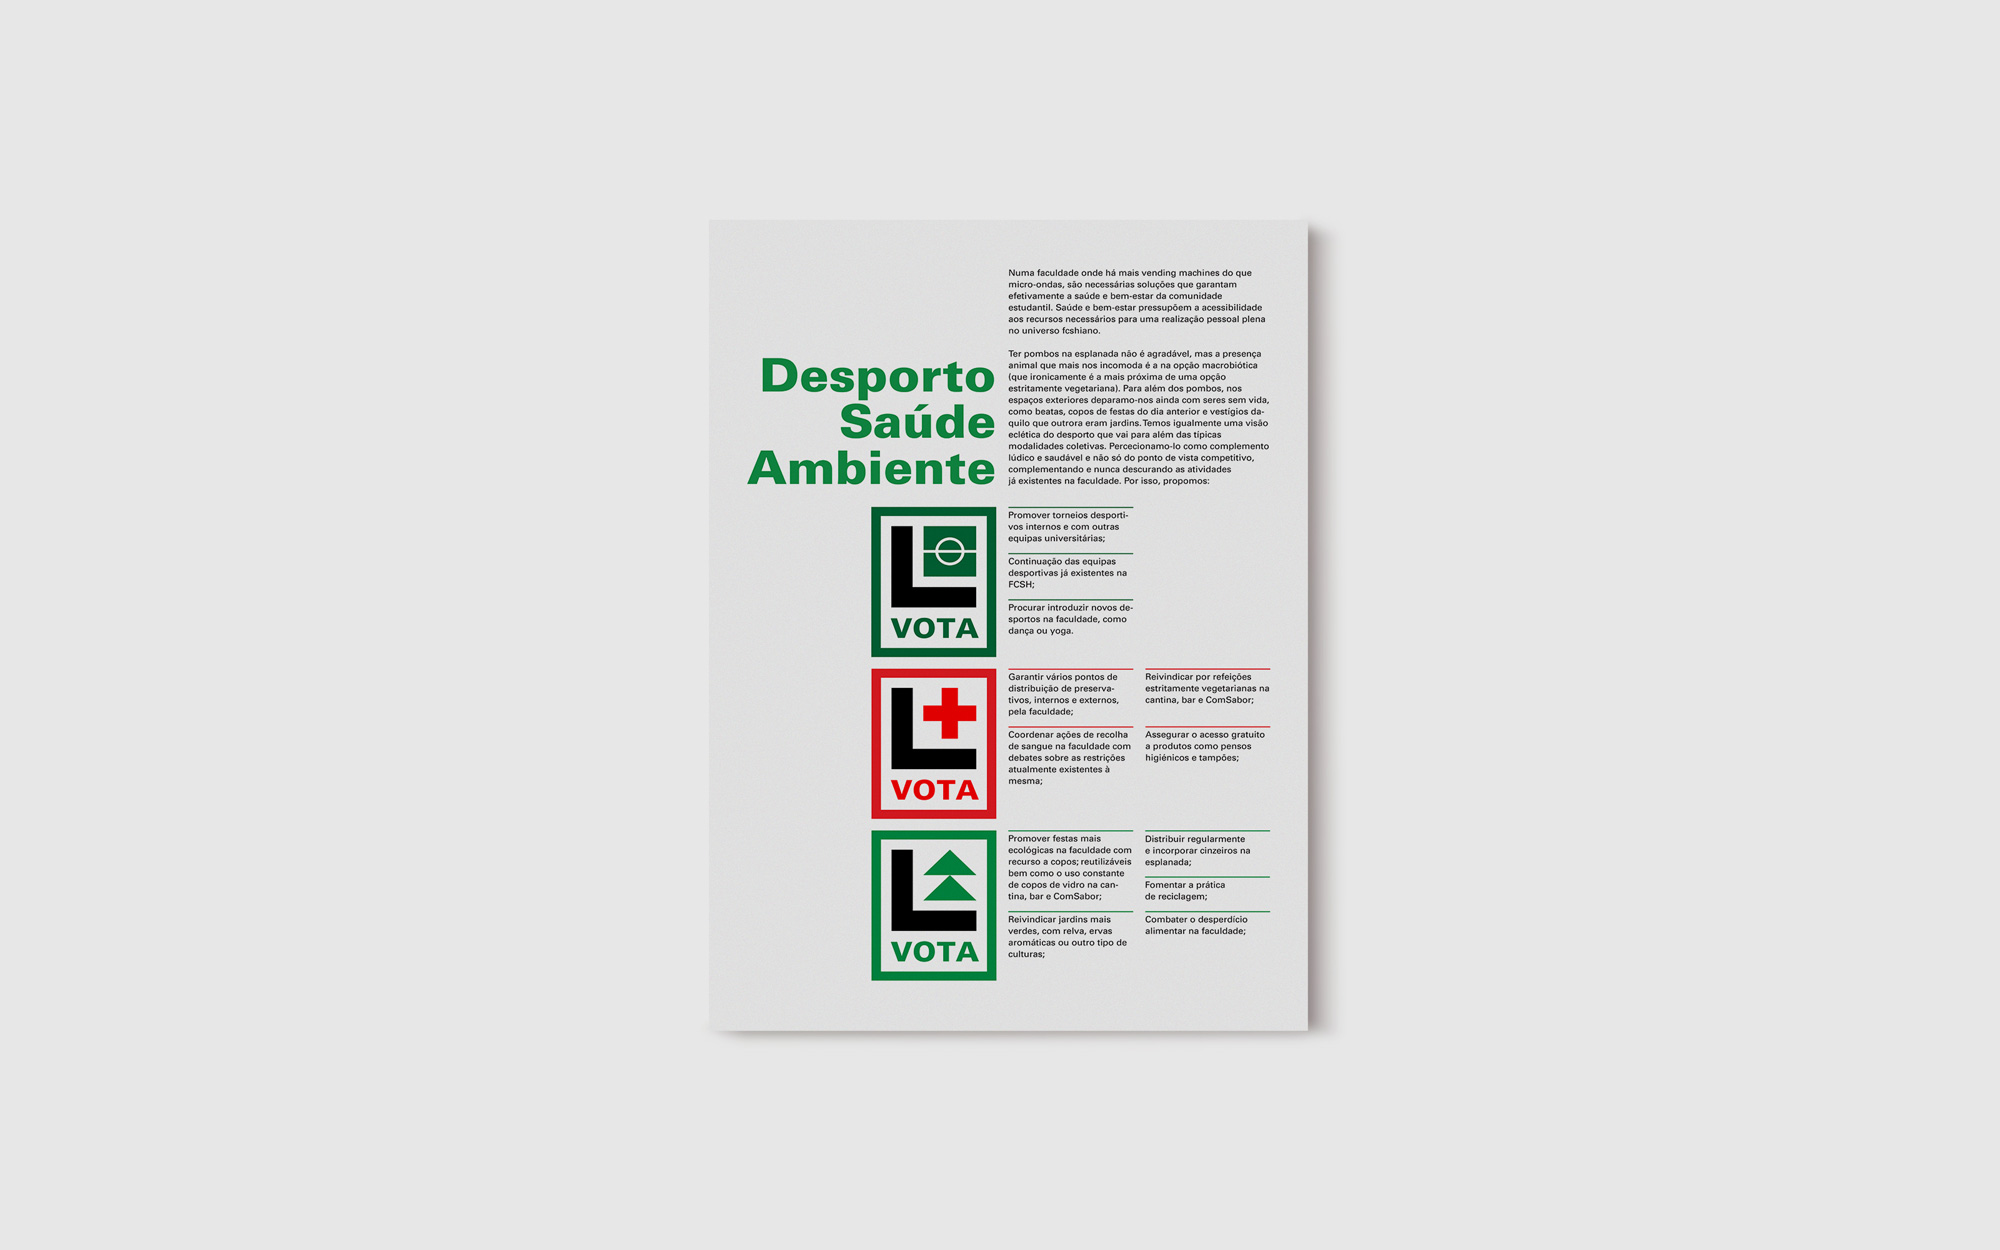 Desporto
Saúde
Ambiente
Numa faculdade onde há mais vending machines do que
micro-ondas, são necessárias soluções que garantam
efetivamente a saúde e bem-estar da comunidade
estudantil. Saúde e bem-estar pressupõem a acessibilidade
aos recursos necessários para uma realização pessoal plena
no universo fcshiano.
Ter pombos na esplanada não é agradável, mas a presença
animal que mais nos incomoda é a na opção macrobiótica
(que ironicamente é a mais próxima de uma opção
estritamente vegetariana). Para além dos pombos, nos
espaços exteriores deparamo-nos ainda com seres sem vida,
como beatas, copos de festas do dia anterior e vestígios da-
quilo que outrora eram jardins. Temos igualmente uma visão
eclética do desporto que vai para além das típicas
modalidades coletivas. Percecionamo-lo como complemento
lúdico e saudável e não só do ponto de vista competitivo,
complementando e nunca descurando as atividades
já existentes na faculdade. Por isso, propomos:
L
VOTA
Promover torneios desporti-
vos internos e com outras
equipas universitárias;
Continuação das equipas
desportivas já existentes na
FCSH;
Procurar introduzir novos de-
sportos na faculdade, como
dança ou yoga.
L
VOTA
Garantir vários pontos de
distribuição de preserva-
tivos, internos e externos,
pela faculdade;
Coordenar ações de recolha
de sangue na faculdade com
debates sobre as restrições
atualmente existentes à
mesma;
Reivindicar por refeições
estritamente vegetarianas na
cantina, bar e ComSabor;
Assegurar o acesso gratuito
a produtos como pensos
higiénicos e tampões;
L
VOTA
Promover festas mais
ecológicas na faculdade com
recurso a copos; reutilizáveis
bem como o uso constante
de copos de vidro na can-
tina, bar e ComSabor;
Reivindicar jardins mais
verdes, com relva, ervas
aromáticas ou outro tipo de
culturas;
Distribuir regularmente
e incorporar cinzeiros na
esplanada;
Fomentar a prática
de reciclagem;
Combater o desperdício
alimentar na faculdade;